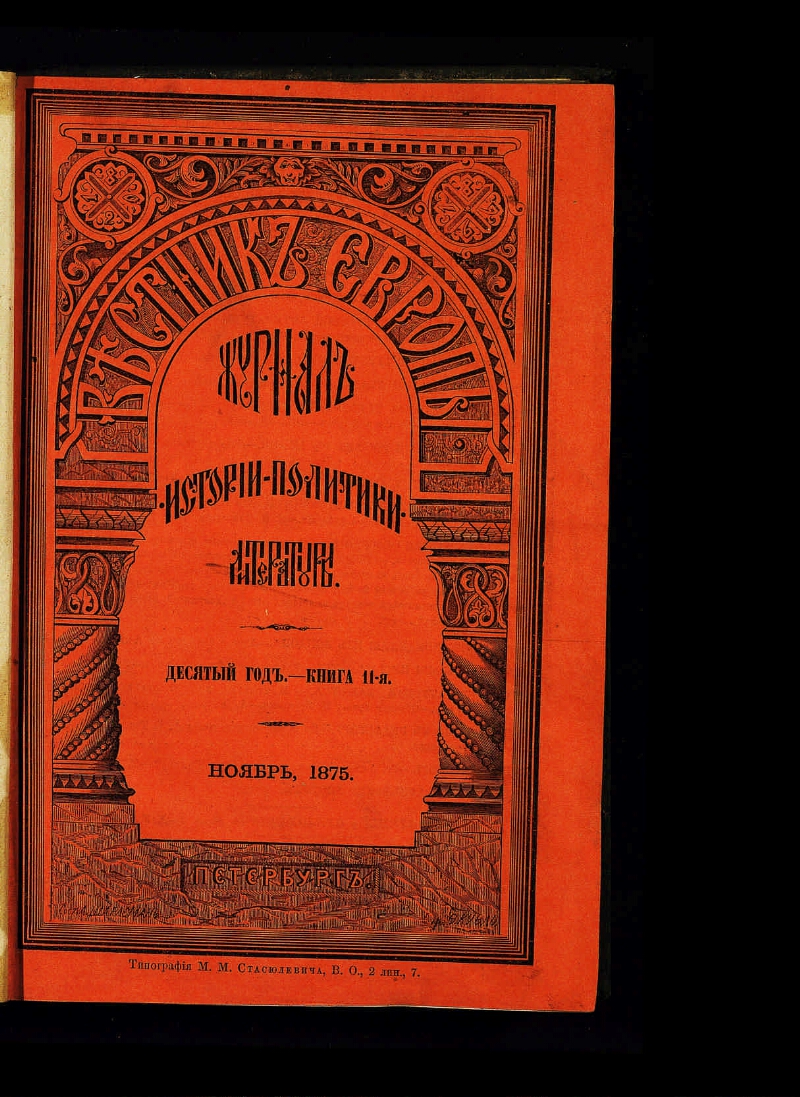 ВѢСТНИКЪ ЕВРОПЫ
ЖУРНАЛЪ
ИСТОРІИ-ПОЛИТИКИ
ЛИТЕРАТУРЫ.
ДЕСЯТЫЙ ГОДЪ.—КНИГА 11-я.
НОЯБРЬ, 1875.
ПЕТЕРБУРГЪ.
Типографія М. М. Стасюлевича, В. О., 2 лин., 7.